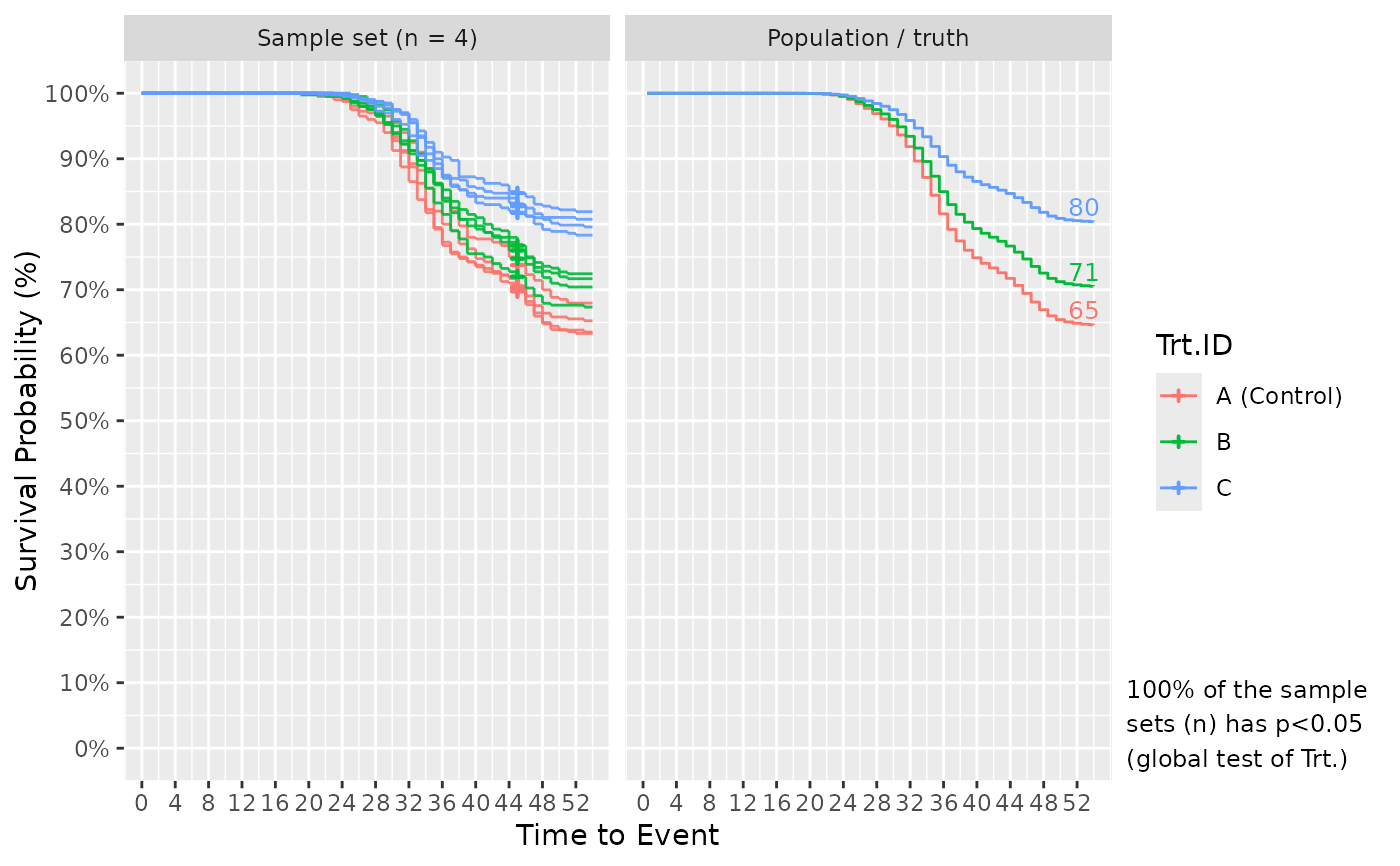 Sample set (n = 4)
Population / truth
Survival Probability (%)
100%
90%
80%
70%
60%
50%
40%
30%
20%
10%
0%
80
71
65
0 4 8 12 16 20 24 28 32 36 40 44 48 52
0 4 8 12 16 20 24 28 32 36 40 44 48 52
Time to Event
Trt.ID
A (Control)
B
C
100% of the sample
sets (n) has p<0.05
(global test of Trt.)